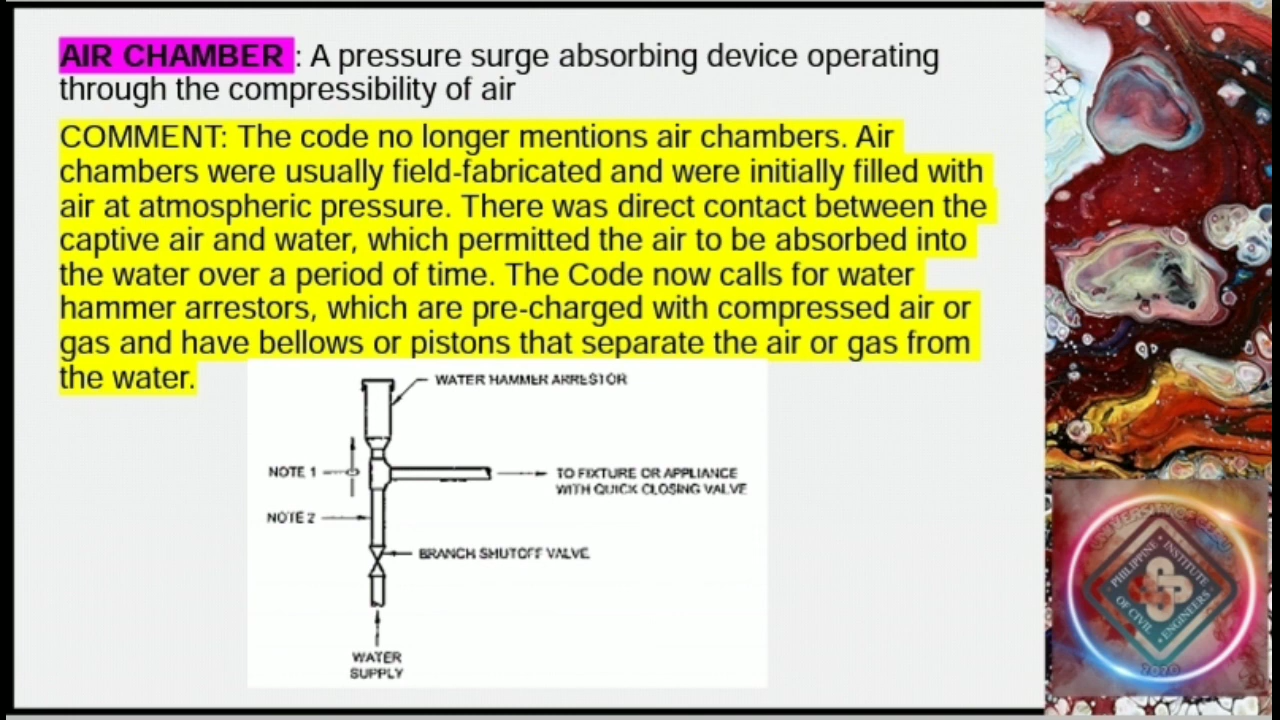 AIR CHAMBER : A pressure surge absorbing device operating
through the compressibility of air
COMMENT: The code no longer mentions air chambers. Air
chambers were usually field-fabricated and were initially filled with
air at atmospheric pressure. There was direct contact between the
captive air and water, which permitted the air to be absorbed into
the water over a period of time. The Code now calls for water
hammer arrestors, which are pre-charged with compressed air or
gas and have bellows or pistons that separate the air or gas from
the water.
WATER HAMMER ARRESTOR
NOTE 1
TO FIXTURE OR APPLIANCE
WITH QUICK CLOSING VALVE
NOTE 2
BRANCH SHUTOFF VALVE
WATER
SUPPLY
UNIVERSITY OF CEBU
PHILIPPINE INSTITUTE
OF CIVIL ENGINEERS
2020